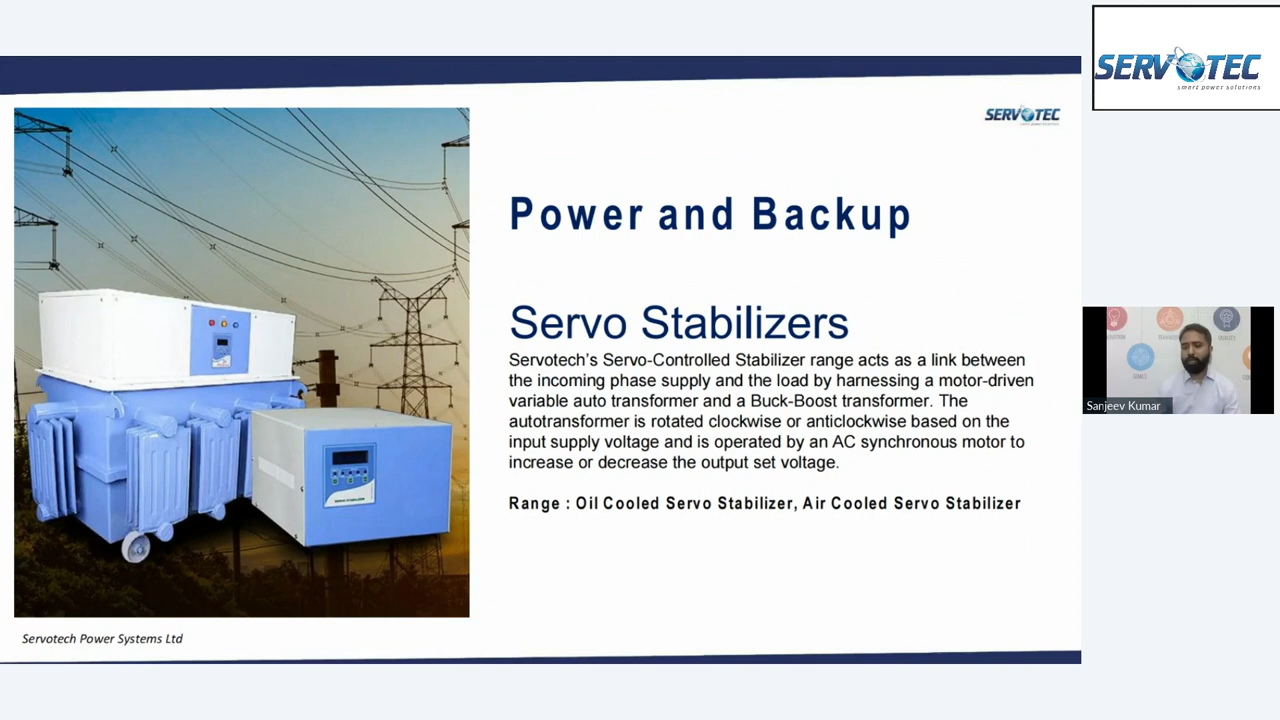 SERVOTEC
smart power solutions
SERVOTEC
Power and Backup
Servo Stabilizers
Servotech’s Servo-Controlled Stabilizer range acts as a link between
the incoming phase supply and the load by harnessing a motor-driven
variable auto transformer and a Buck-Boost transformer. The
autotransformer is rotated clockwise or anticlockwise based on the
input supply voltage and is operated by an AC synchronous motor to
increase or decrease the output set voltage.
Range : Oil Cooled Servo Stabilizer, Air Cooled Servo Stabilizer
SERVO STABILIZER
Servotech Power Systems Ltd
QUALITY
GOALS
Sanjeev Kumar